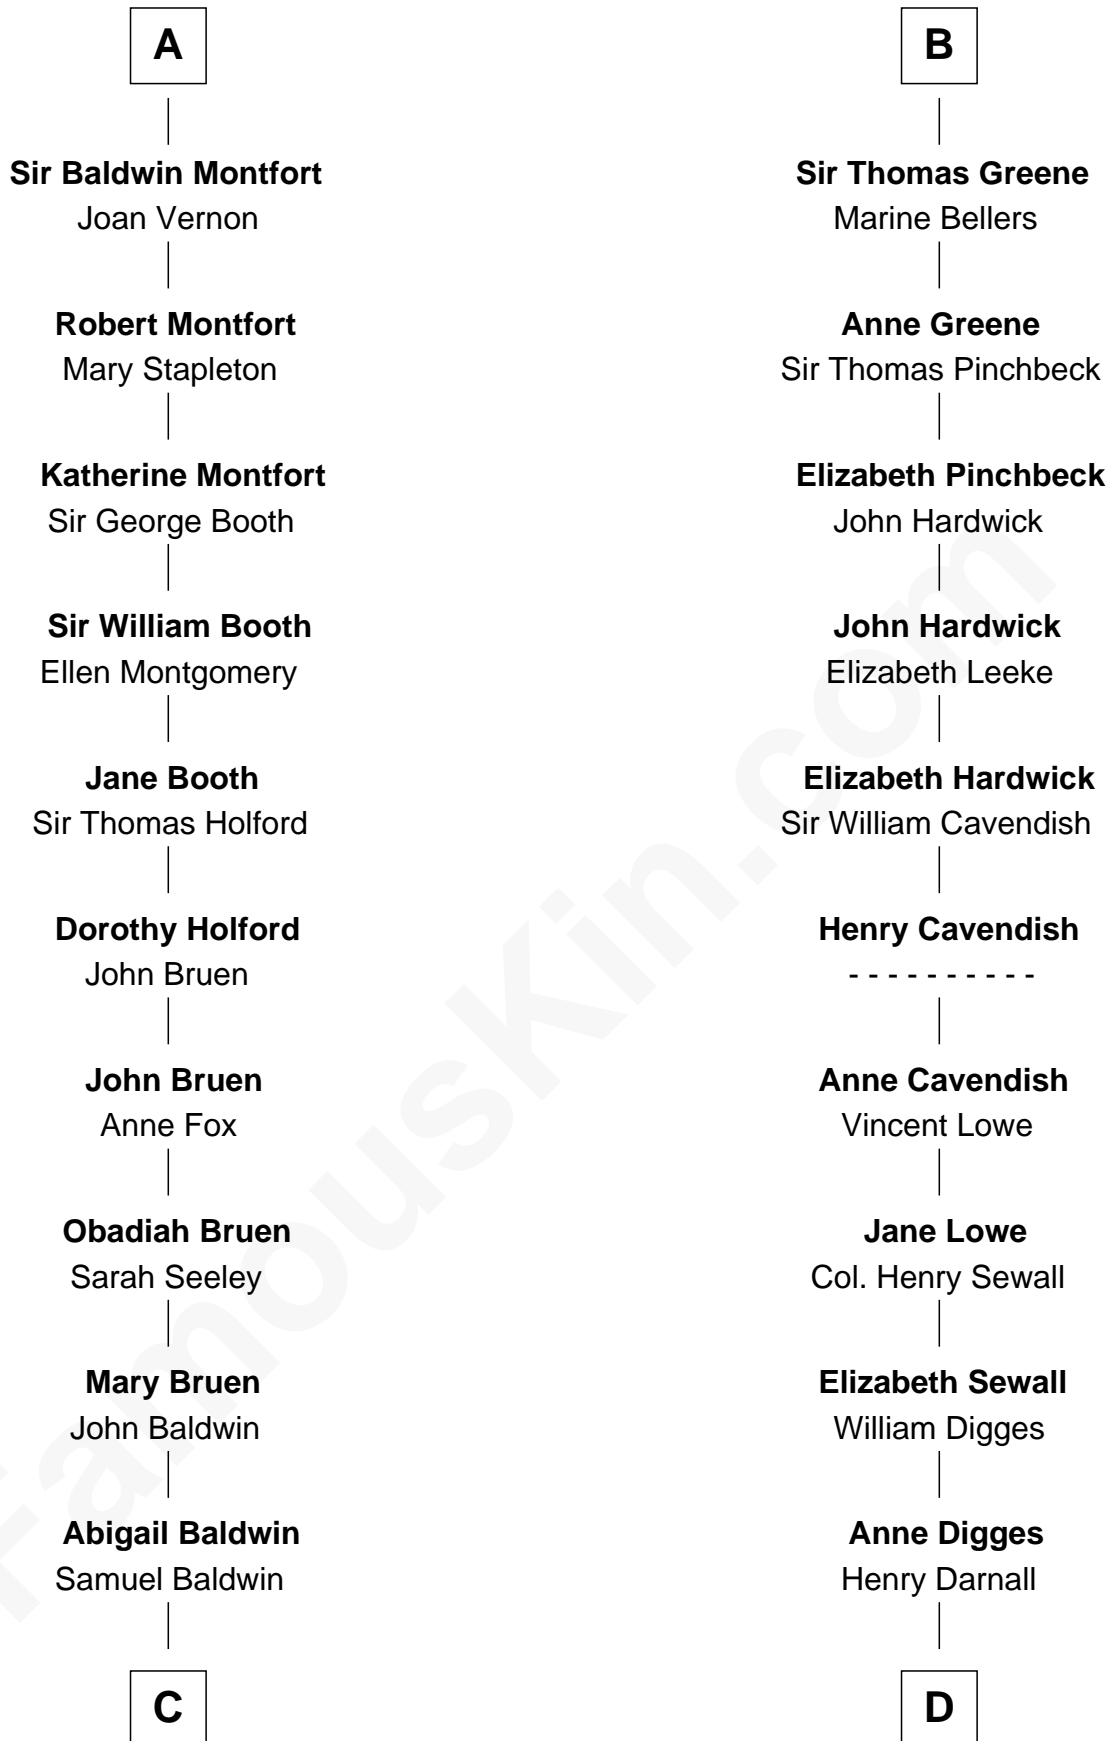 A
Sir Baldwin Montfort
Joan Vernon
Robert Montfort
Mary Stapleton
Katherine Montfort
Sir George Booth
Sir William Booth
Ellen Montgomery
Jane Booth
Sir Thomas Holford
Dorothy Holford
John Bruen
John Bruen
Anne Fox
Obadiah Bruen
Sarah Seeley
Mary Bruen
John Baldwin
Abigail Baldwin
Samuel Baldwin
C
B
Sir Thomas Greene
Marine Bellers
Anne Greene
Sir Thomas Pinchbeck
Elizabeth Pinchbeck
John Hardwick
John Hardwick
Elizabeth Leeke
Elizabeth Hardwick
Sir William Cavendish
Henry Cavendish
- - - - - - - - - -
Anne Cavendish
Vincent Lowe
Jane Lowe
Col. Henry Sewall
Elizabeth Sewall
William Digges
Anne Digges
Henry Darnall
D
FamousKin.com